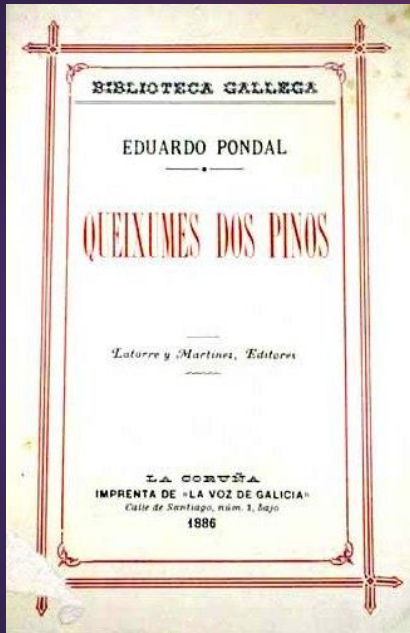 BIBLIOTECA GALLEGA
EDUARDO PONDAL
QUEIXUMES DOS PINOS
Latorre y Martinez, Editores
LA CORUÑA
IMPRENTA DE «LA VOZ DE GALICIA»
Calle de Santiago, núm. 1, bajo
1886